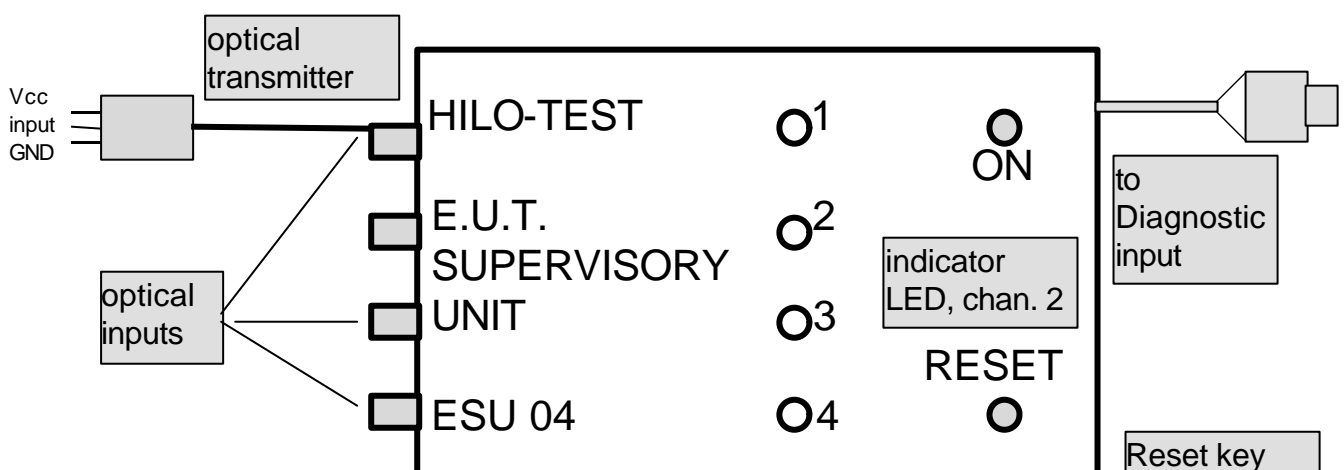 optical
transmitter
Vcc
input
GND
HILO-TEST
1
ON
to
Diagnostic
input
E.U.T.
2
SUPERVISORY
indicator
LED, chan. 2
optical
inputs
UNIT
3
RESET
ESU 04
4
Reset key